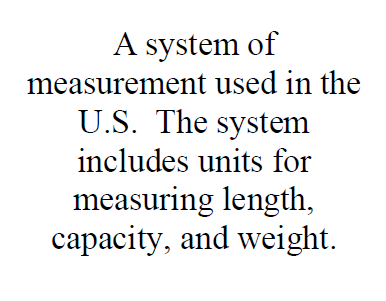 A system of
measurement used in the
U.S.  The system
includes units for
measuring length,
capacity, and weight.